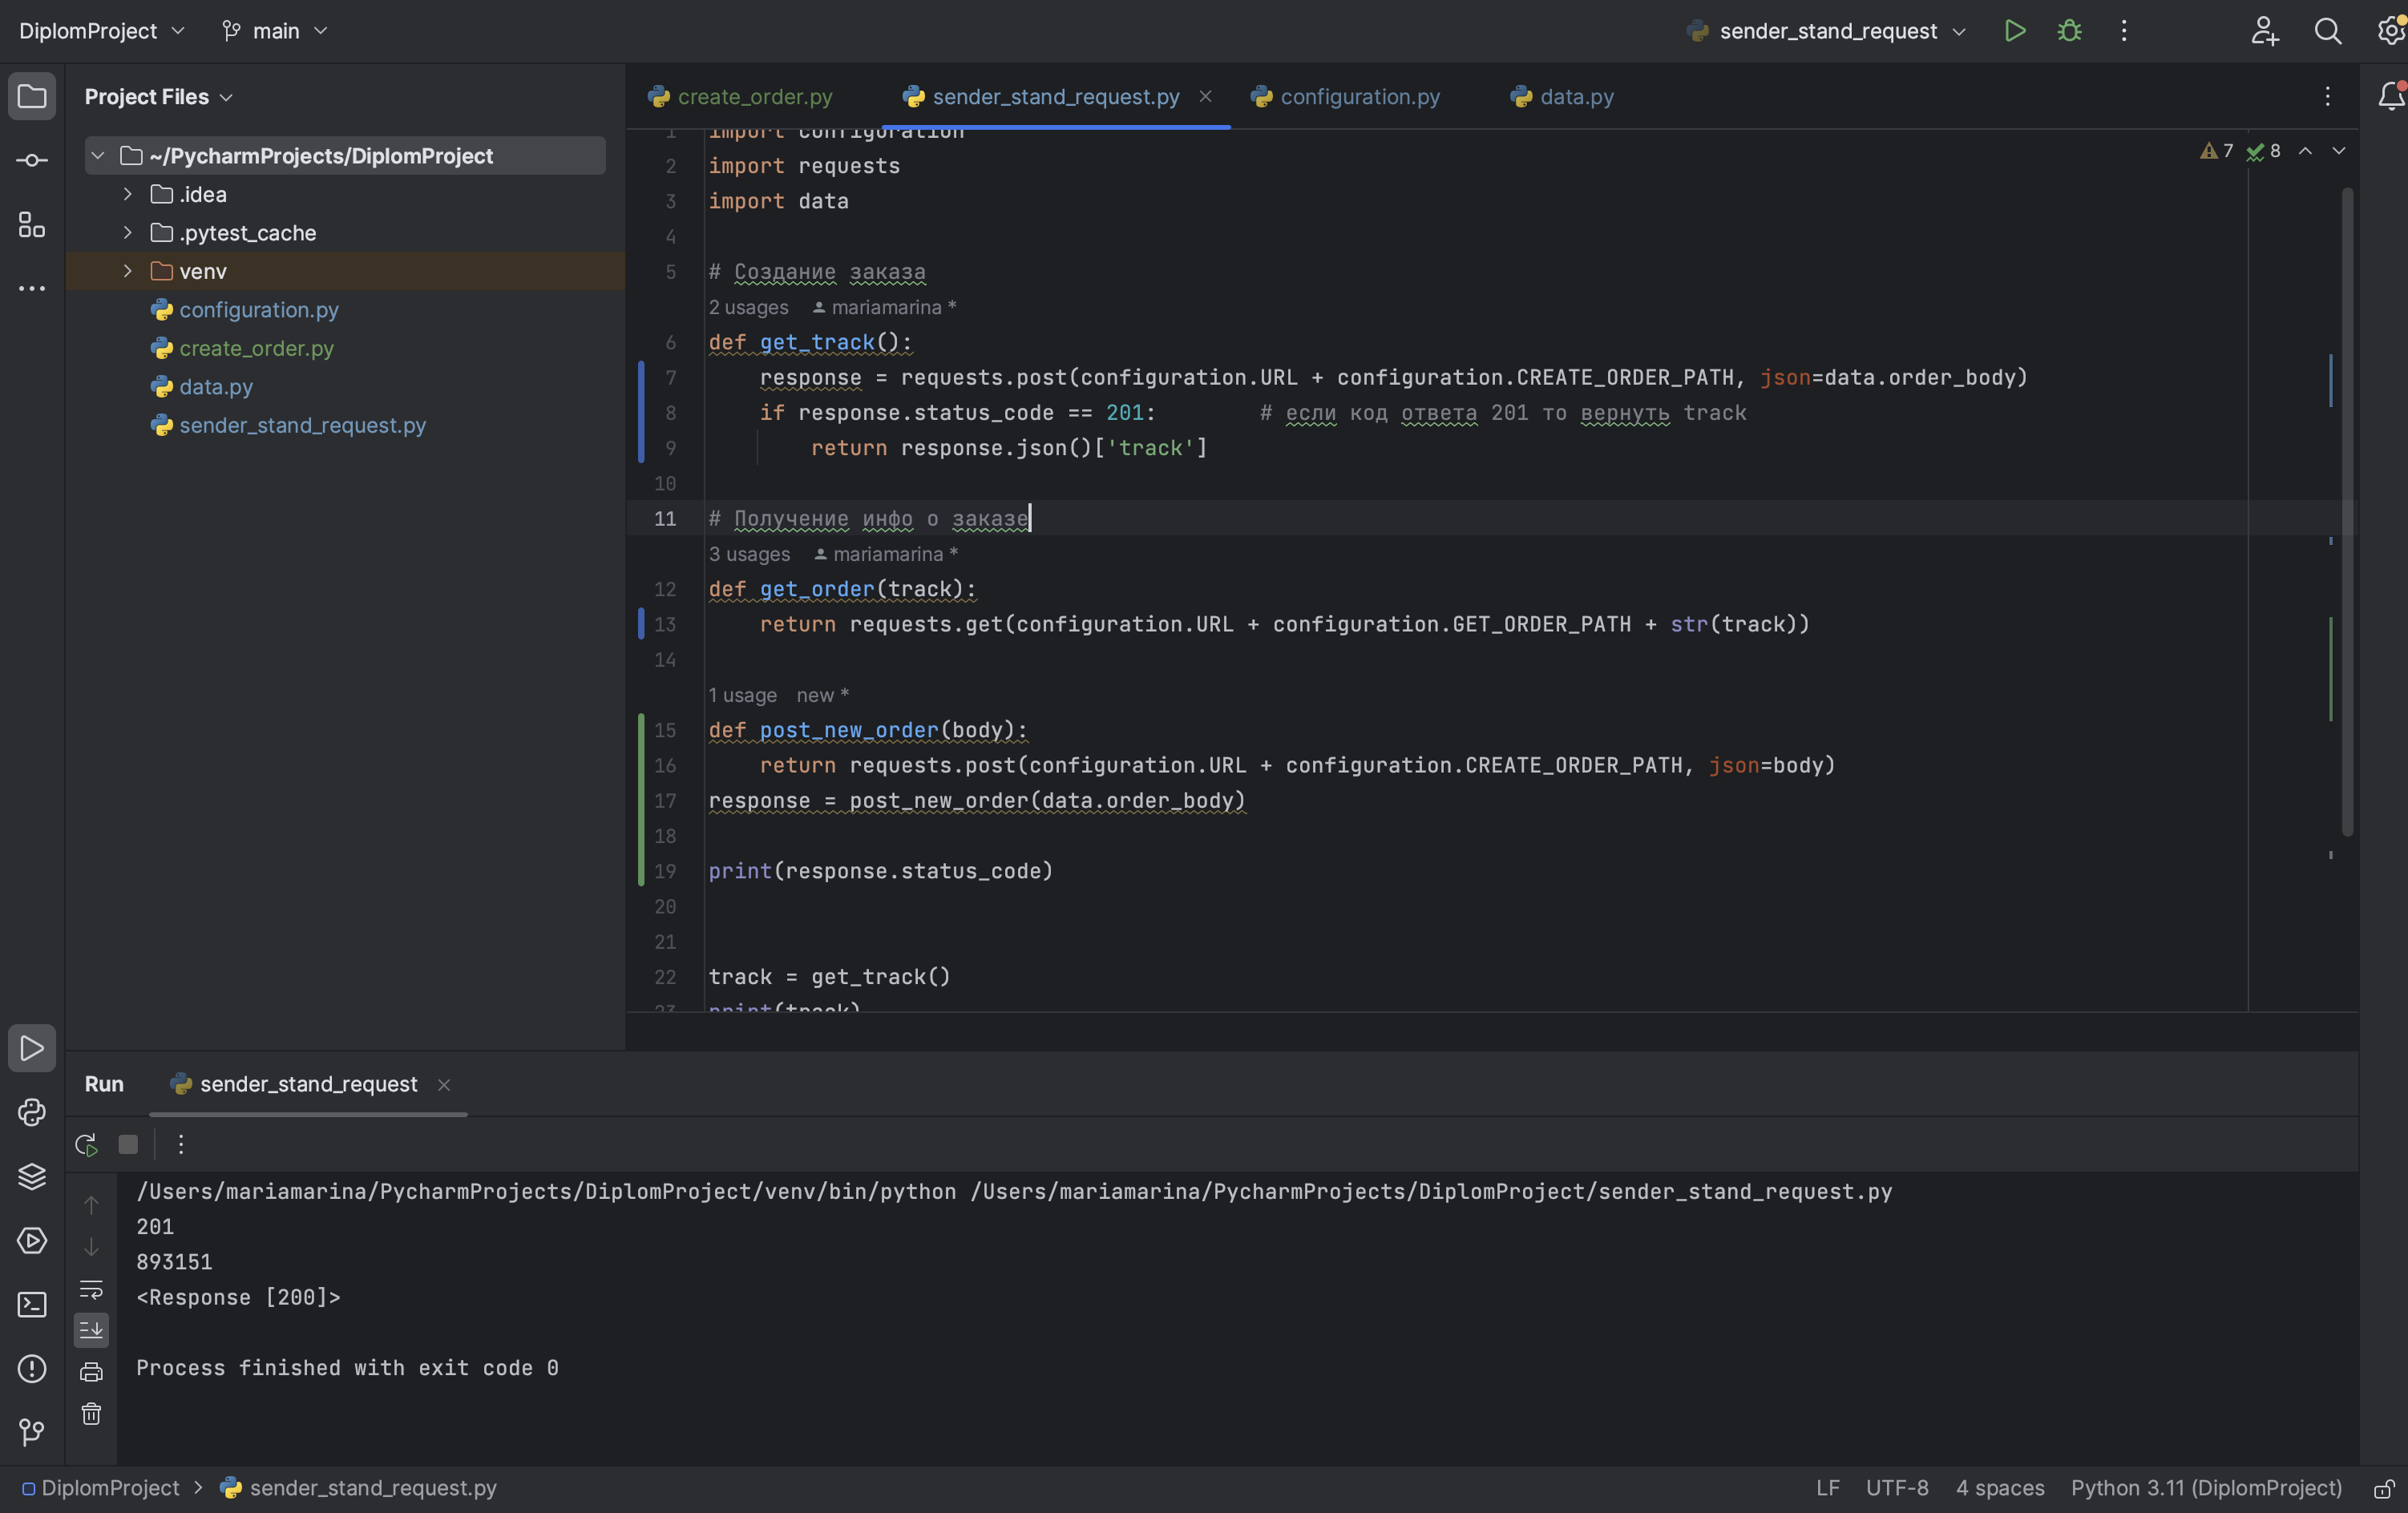 DiplomProject main sender_stand_request
Project Files
~/PycharmProjects/DiplomProject
.idea
.pytest_cache
venv
configuration.py
create_order.py
data.py
sender_stand_request.py
create_order.py sender_stand_request.py configuration.py data.py
7 8
1 import configuration
2 import requests
3 import data
4
5 # Создание заказа
2 usages mariamarina *
6 def get_track():
7 response = requests.post(configuration.URL + configuration.CREATE_ORDER_PATH, json=data.order_body)
8 if response.status_code == 201: # если код ответа 201 то вернуть track
9 return response.json()['track']
10
11 # Получение инфо о заказе
3 usages mariamarina *
12 def get_order(track):
13 return requests.get(configuration.URL + configuration.GET_ORDER_PATH + str(track))
14
1 usage new *
15 def post_new_order(body):
16 return requests.post(configuration.URL + configuration.CREATE_ORDER_PATH, json=body)
17 response = post_new_order(data.order_body)
18
19 print(response.status_code)
20
21
22 track = get_track()
23 print(track)
Run sender_stand_request
/Users/mariamarina/PycharmProjects/DiplomProject/venv/bin/python /Users/mariamarina/PycharmProjects/DiplomProject/sender_stand_request.py
201
893151
<Response [200]>
Process finished with exit code 0
DiplomProject > sender_stand_request.py LF UTF-8 4 spaces Python 3.11 (DiplomProject)